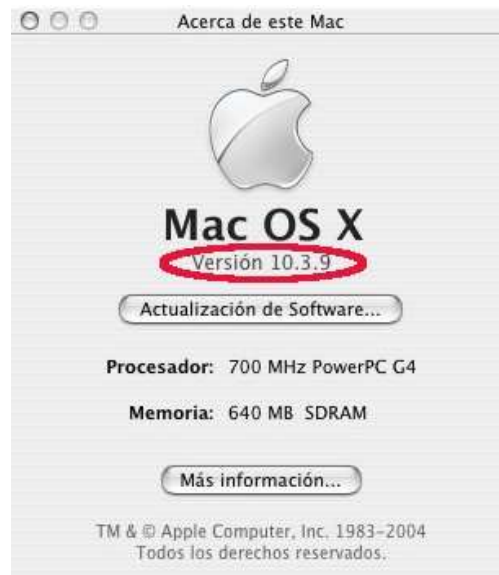 Acerca de este Mac
Mac OS X
Versión 10.3.9
Actualización de Software...
Procesador: 700 MHz PowerPC G4
Memoria: 640 MB SDRAM
Más información...
TM & © Apple Computer, Inc. 1983-2004
Todos los derechos reservados.